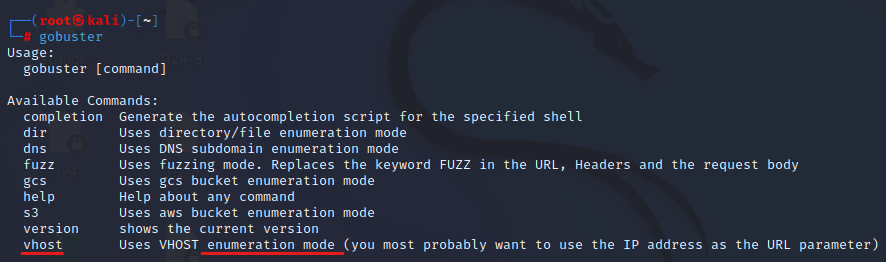 ┌──(root㉿kali)-[~]
└─# gobuster
Usage:
  gobuster [command]

Available Commands:
  completion  Generate the autocompletion script for the specified shell
  dir         Uses directory/file enumeration mode
  dns         Uses DNS subdomain enumeration mode
  fuzz        Uses fuzzing mode. Replaces the keyword FUZZ in the URL, Headers and the request body
  gcs         Uses gcs bucket enumeration mode
  help        Help about any command
  s3          Uses aws bucket enumeration mode
  version     shows the current version
  vhost       Uses VHOST enumeration mode (you most probably want to use the IP address as the URL parameter)